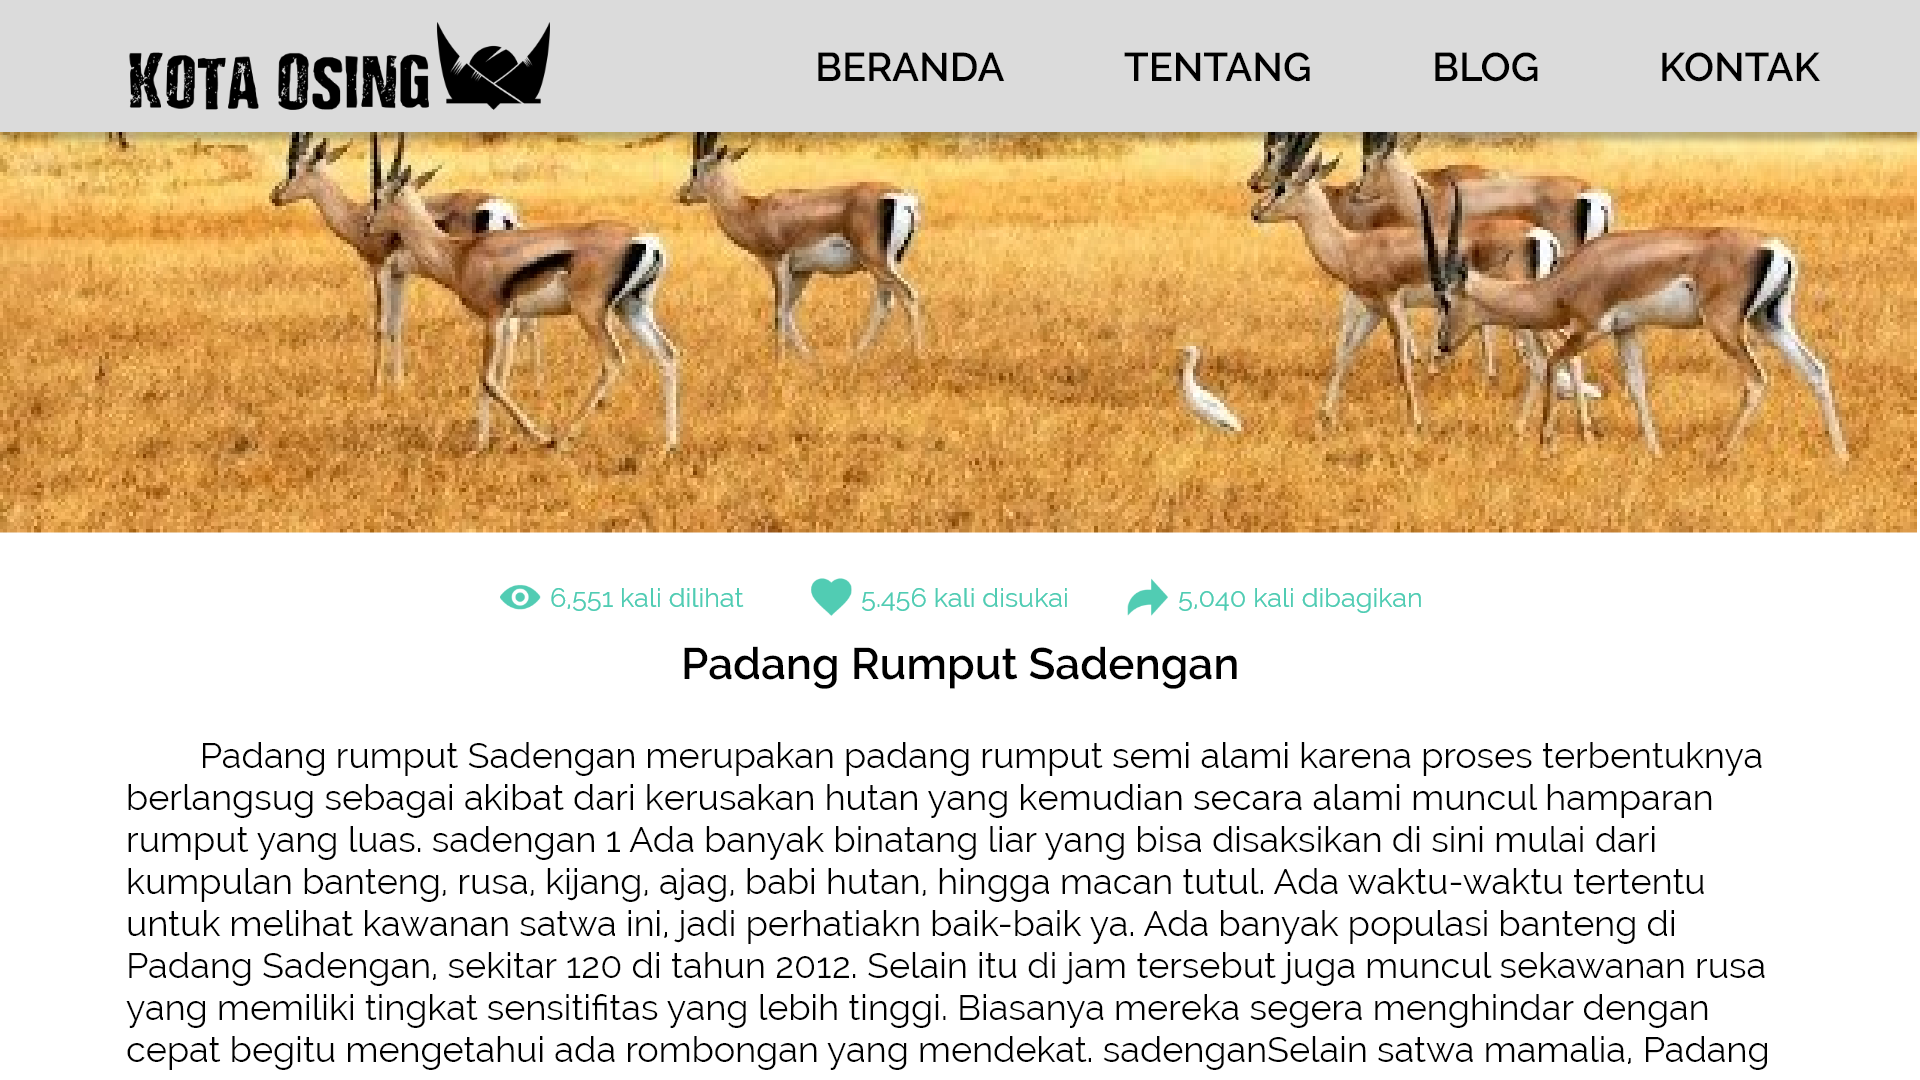 KOTA OSING
BERANDA TENTANG BLOG KONTAK
6,551 kali dilihat 5.456 kali disukai 5,040 kali dibagikan
Padang Rumput Sadengan
Padang rumput Sadengan merupakan padang rumput semi alami karena proses terbentuknya
berlangsug sebagai akibat dari kerusakan hutan yang kemudian secara alami muncul hamparan
rumput yang luas. sadengan 1 Ada banyak binatang liar yang bisa disaksikan di sini mulai dari
kumpulan banteng, rusa, kijang, ajag, babi hutan, hingga macan tutul. Ada waktu-waktu tertentu
untuk melihat kawanan satwa ini, jadi perhatiakn baik-baik ya. Ada banyak populasi banteng di
Padang Sadengan, sekitar 120 di tahun 2012. Selain itu di jam tersebut juga muncul sekawanan rusa
yang memiliki tingkat sensitifitas yang lebih tinggi. Biasanya mereka segera menghindar dengan
cepat begitu mengetahui ada rombongan yang mendekat. sadenganSelain satwa mamalia, Padang